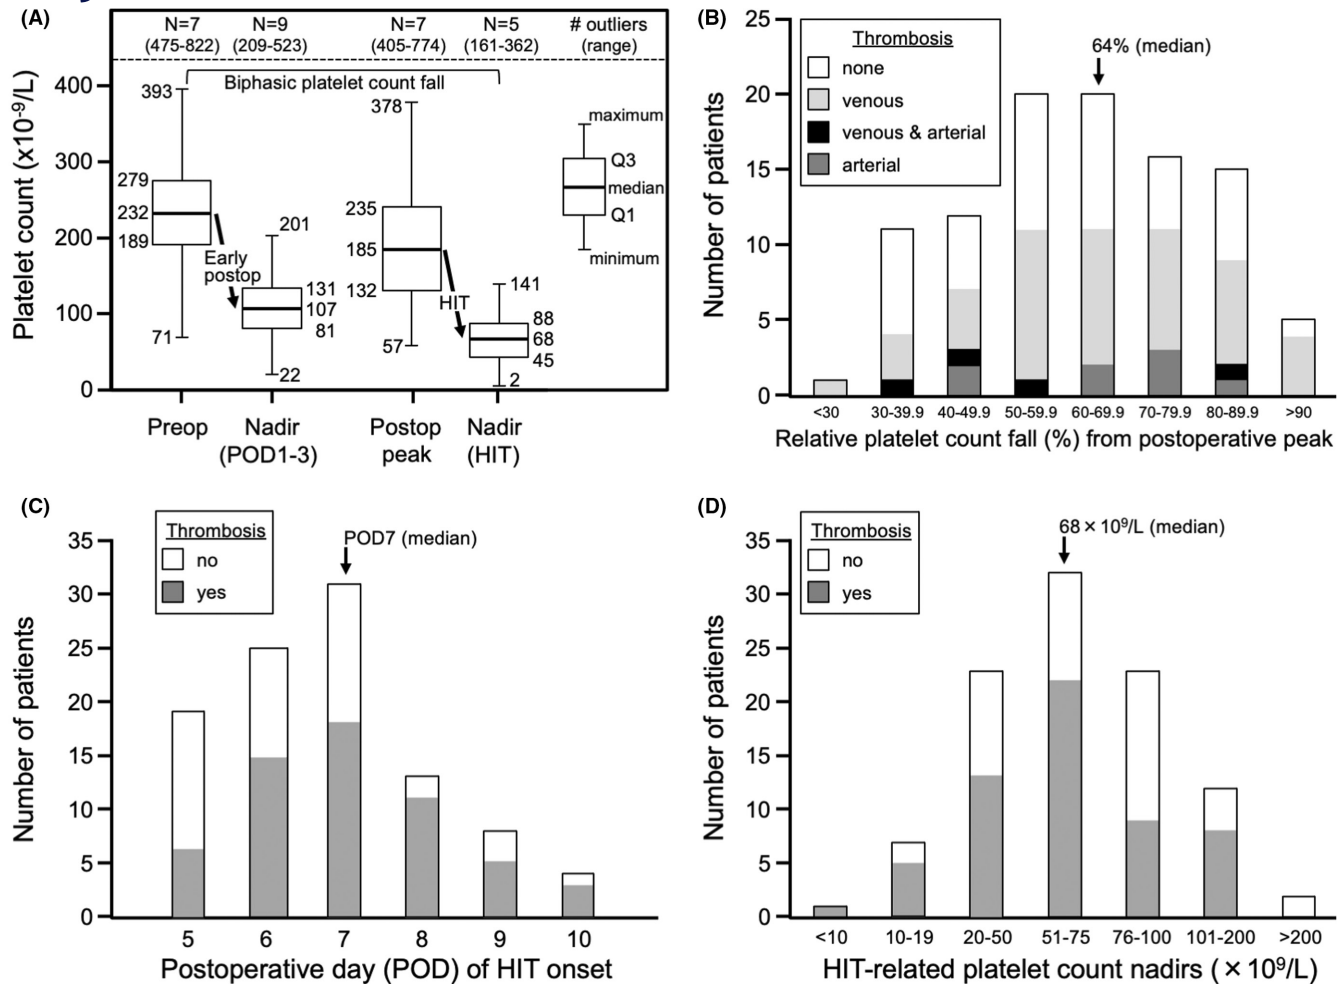 (A)
N=7 N=9 N=7 N=5 # outliers
(475-822) (209-523) (405-774) (161-362) (range)
Platelet count (x10-9/L)
400
300
200
100
0
Biphasic platelet count fall
393
279
232
189
71
Early
postop
201
131
107
81
22
378
235
185
132
57
HIT
141
88
68
45
2
maximum
Q3
median
Q1
minimum
Preop Nadir Postop Nadir
(POD1-3) peak (HIT)
(B)
Number of patients
25
20
15
10
5
0
Thrombosis
none
venous
venous & arterial
arterial
64% (median)
<30 30-39.9 40-49.9 50-59.9 60-69.9 70-79.9 80-89.9 >90
Relative platelet count fall (%) from postoperative peak
(C)
Number of patients
35
30
25
20
15
10
5
0
Thrombosis
no
yes
POD7 (median)
5 6 7 8 9 10
Postoperative day (POD) of HIT onset
(D)
Number of patients
35
30
25
20
15
10
5
0
Thrombosis
no
yes
68 × 10⁹/L (median)
<10 10-19 20-50 51-75 76-100 101-200 >200
HIT-related platelet count nadirs ( × 10⁹/L)